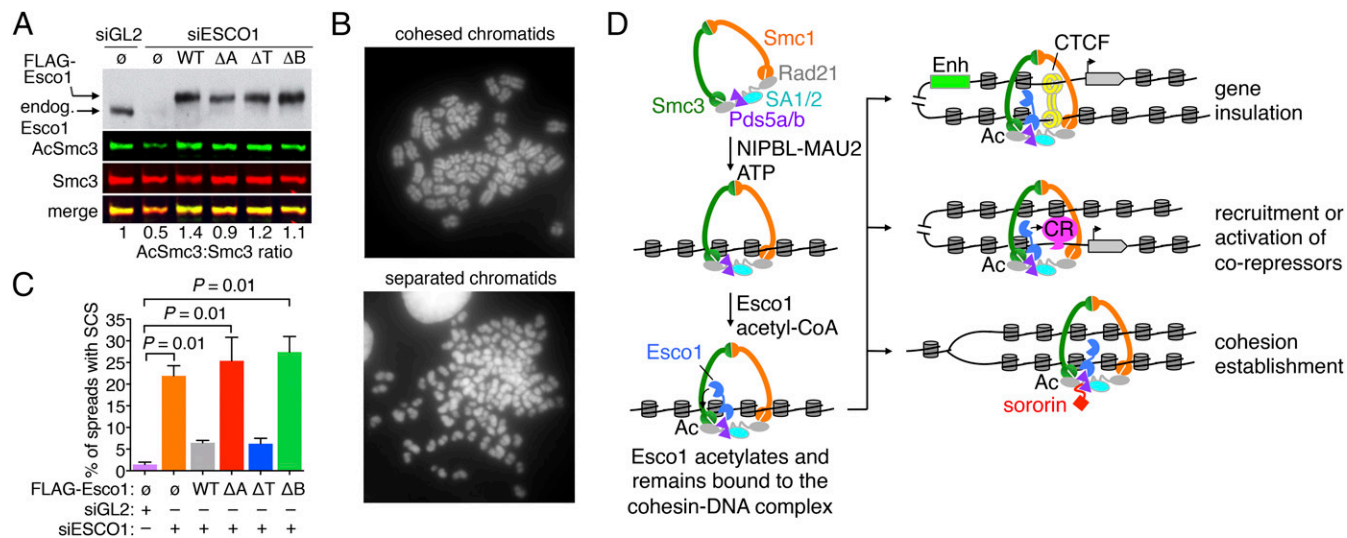 A
siGL2
siESCO1
ø
ø
WT
ΔA
ΔT
ΔB
FLAG-
Esco1
endog.
Esco1
AcSmc3
Smc3
merge
1
0.5
1.4
0.9
1.2
1.1
AcSmc3:Smc3 ratio
B
cohesed chromatids
separated chromatids
C
P = 0.01
P = 0.01
P = 0.01
% of spreads with SCS
35
30
25
20
15
10
5
0
FLAG-Esco1: ø ø WT ΔA ΔT ΔB
siGL2: + – – – – –
siESCO1: – + + + + +
D
Smc1
Rad21
Smc3
SA1/2
Pds5a/b
NIPBL-MAU2
ATP
Esco1
acetyl-CoA
Esco1
Ac
Esco1 acetylates and
remains bound to the
cohesin-DNA complex
Enh
CTCF
Ac
gene
insulation
CR
Ac
recruitment or
activation of
co-repressors
Ac
sororin
cohesion
establishment